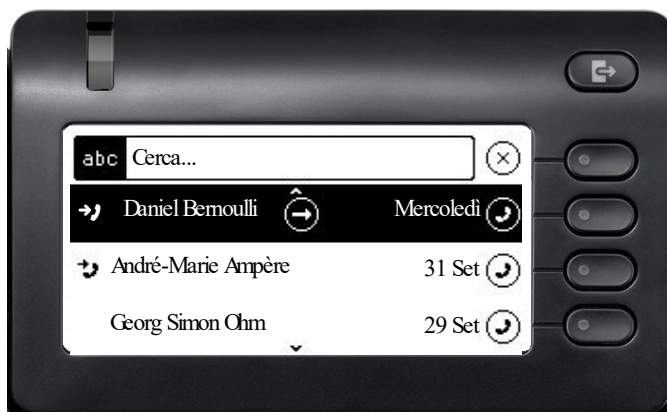 abc Cerca...
Daniel Bernoulli Mercoledì
André-Marie Ampère 31 Set
Georg Simon Ohm 29 Set